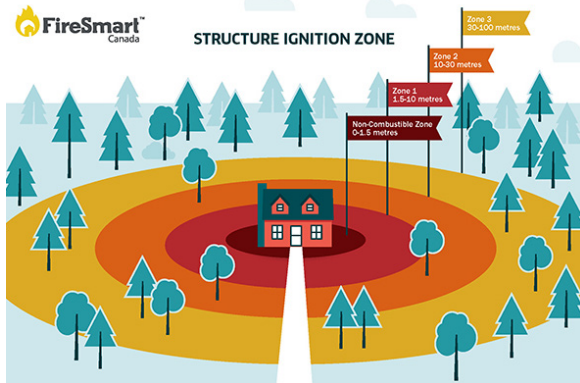 FireSmart™
Canada
STRUCTURE IGNITION ZONE
Zone 3
30-100 metres
Zone 2
10-30 metres
Zone 1
1.5-10 metres
Non-Combustible Zone
0-1.5 metres